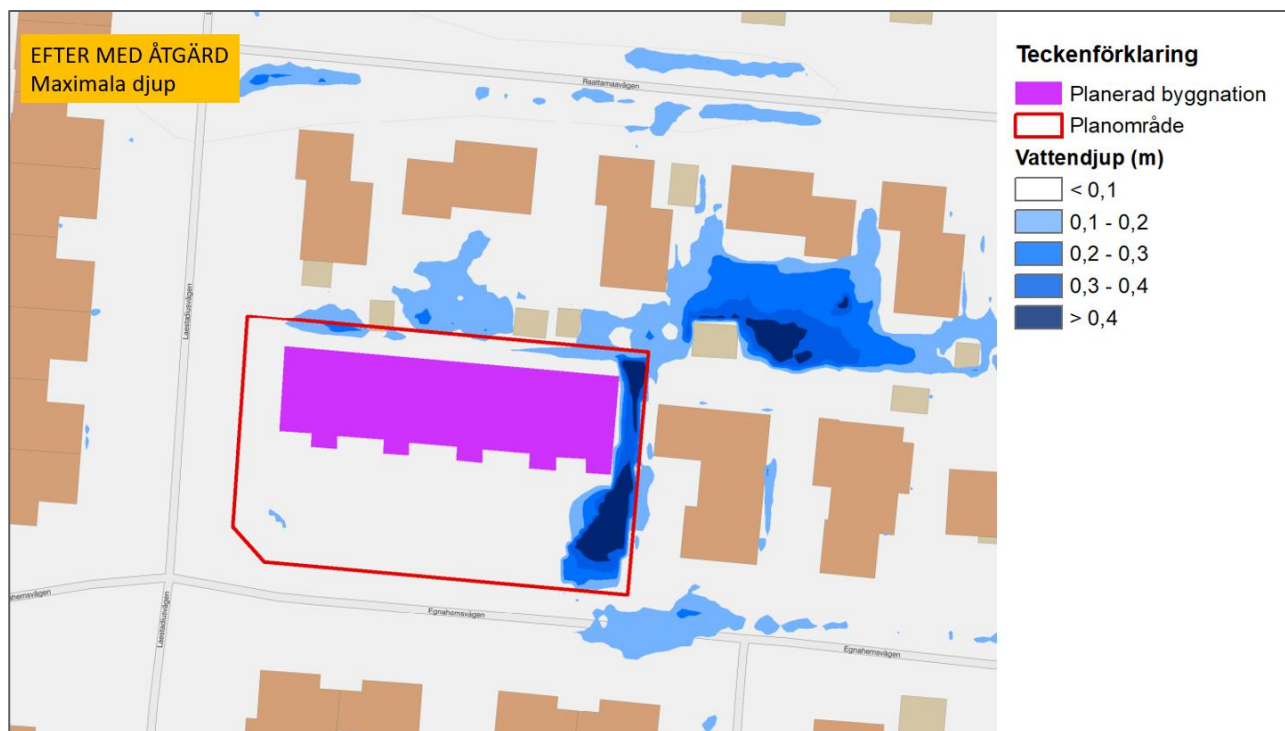 EFTER MED ÅTGÄRD
Maximala djup
Raattamaavägen
Laestadiusvägen
Egnahemsvägen
Laestadiusvägen
Egnahemsvägen
Teckenförklaring
Planerad byggnation
Planområde
Vattendjup (m)
< 0,1
0,1 - 0,2
0,2 - 0,3
0,3 - 0,4
> 0,4